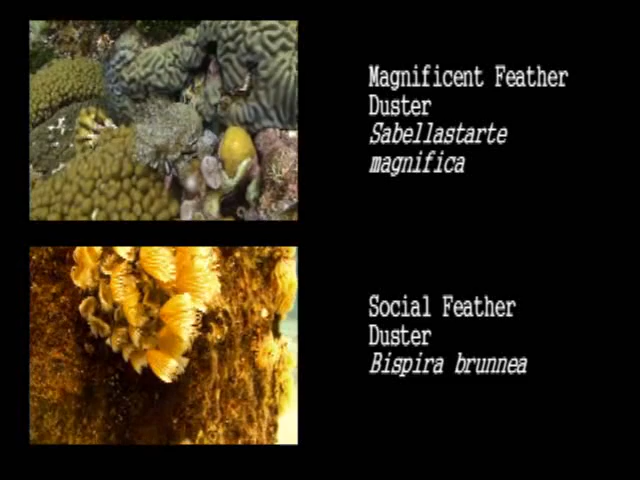 Magnificent Feather
Duster
Sabellastarte
magnifica
Social Feather
Duster
Bispira brunnea